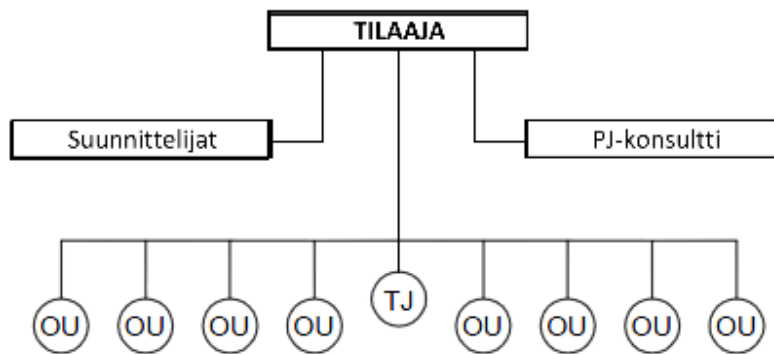 TILAAJA
Suunnittelijat PJ-konsultti
OU OU OU OU TJ OU OU OU OU